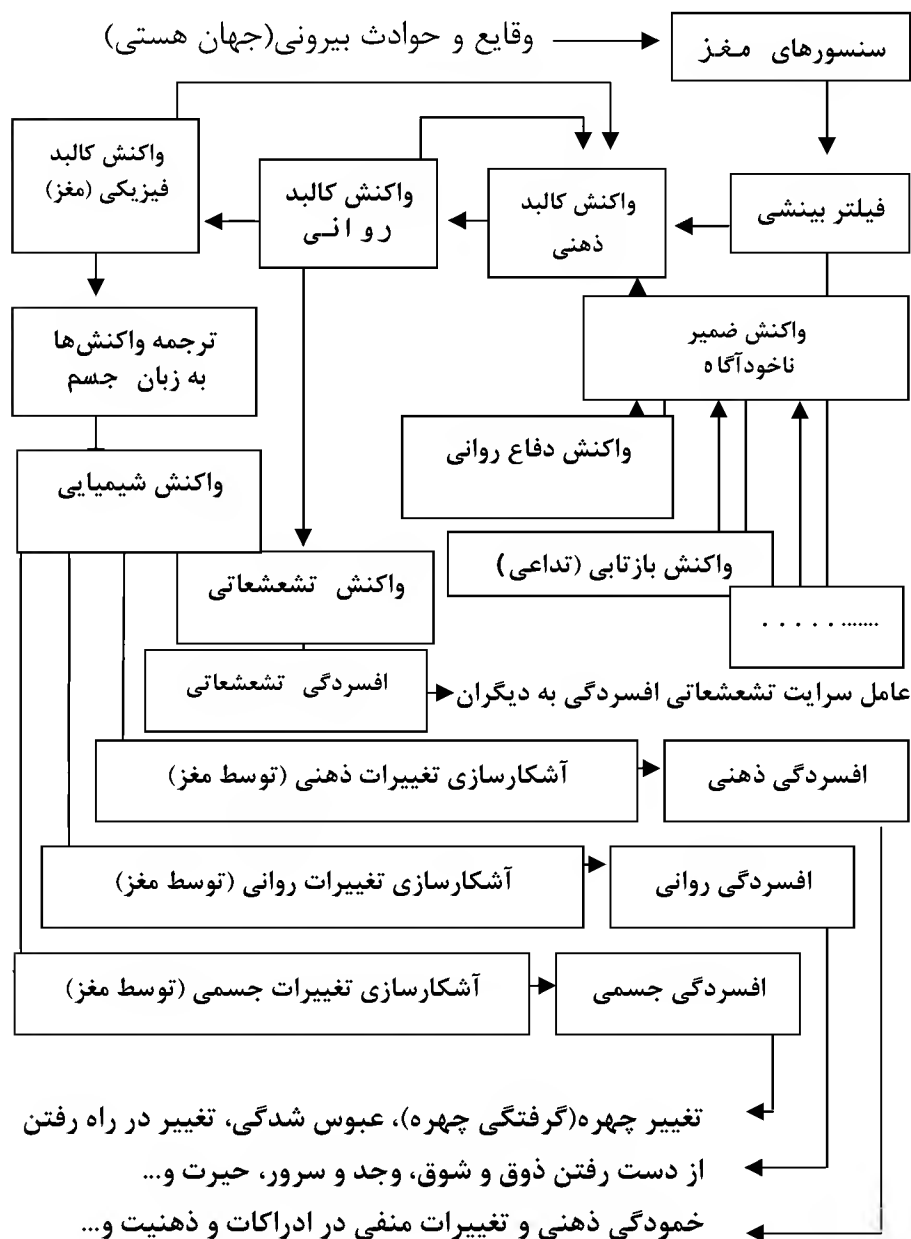 وقایع و حوادث بیرونی(جهان هستی)
سنسورهای مغز
واکنش کالبد
فیزیکی (مغز)
واکنش کالبد
روانی
واکنش کالبد
ذهنی
فیلتر بینشی
ترجمه واکنش‌ها
به زبان جسم
واکنش ضمیر
ناخودآگاه
واکنش دفاع روانی
واکنش شیمیایی
واکنش بازتابی (تداعی)
واکنش تشعشعاتی
............
افسردگی تشعشعاتی
عامل سرایت تشعشعاتی افسردگی به دیگران
آشکارسازی تغییرات ذهنی (توسط مغز)
افسردگی ذهنی
آشکارسازی تغییرات روانی (توسط مغز)
افسردگی روانی
آشکارسازی تغییرات جسمی (توسط مغز)
افسردگی جسمی
تغییر چهره(گرفتگی چهره)، عبوس شدگی، تغییر در راه رفتن
از دست رفتن ذوق و شوق، وجد و سرور، حیرت و...
خمودگی ذهنی و تغییرات منفی در ادراکات و ذهنیت و...